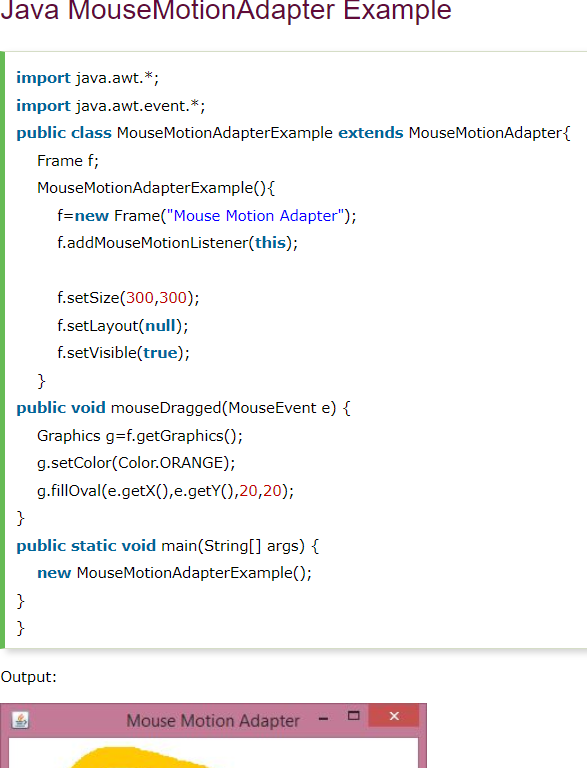 Java MouseMotionAdapter Example
import java.awt.*;
import java.awt.event.*;
public class MouseMotionAdapterExample extends MouseMotionAdapter{
Frame f;
MouseMotionAdapterExample(){
f=new Frame("Mouse Motion Adapter");
f.addMouseMotionListener(this);
f.setSize(300,300);
f.setLayout(null);
f.setVisible(true);
}
public void mouseDragged(MouseEvent e) {
Graphics g=f.getGraphics();
g.setColor(Color.ORANGE);
g.fillOval(e.getX(),e.getY(),20,20);
}
public static void main(String[] args) {
new MouseMotionAdapterExample();
}
}
Output:
Mouse Motion Adapter